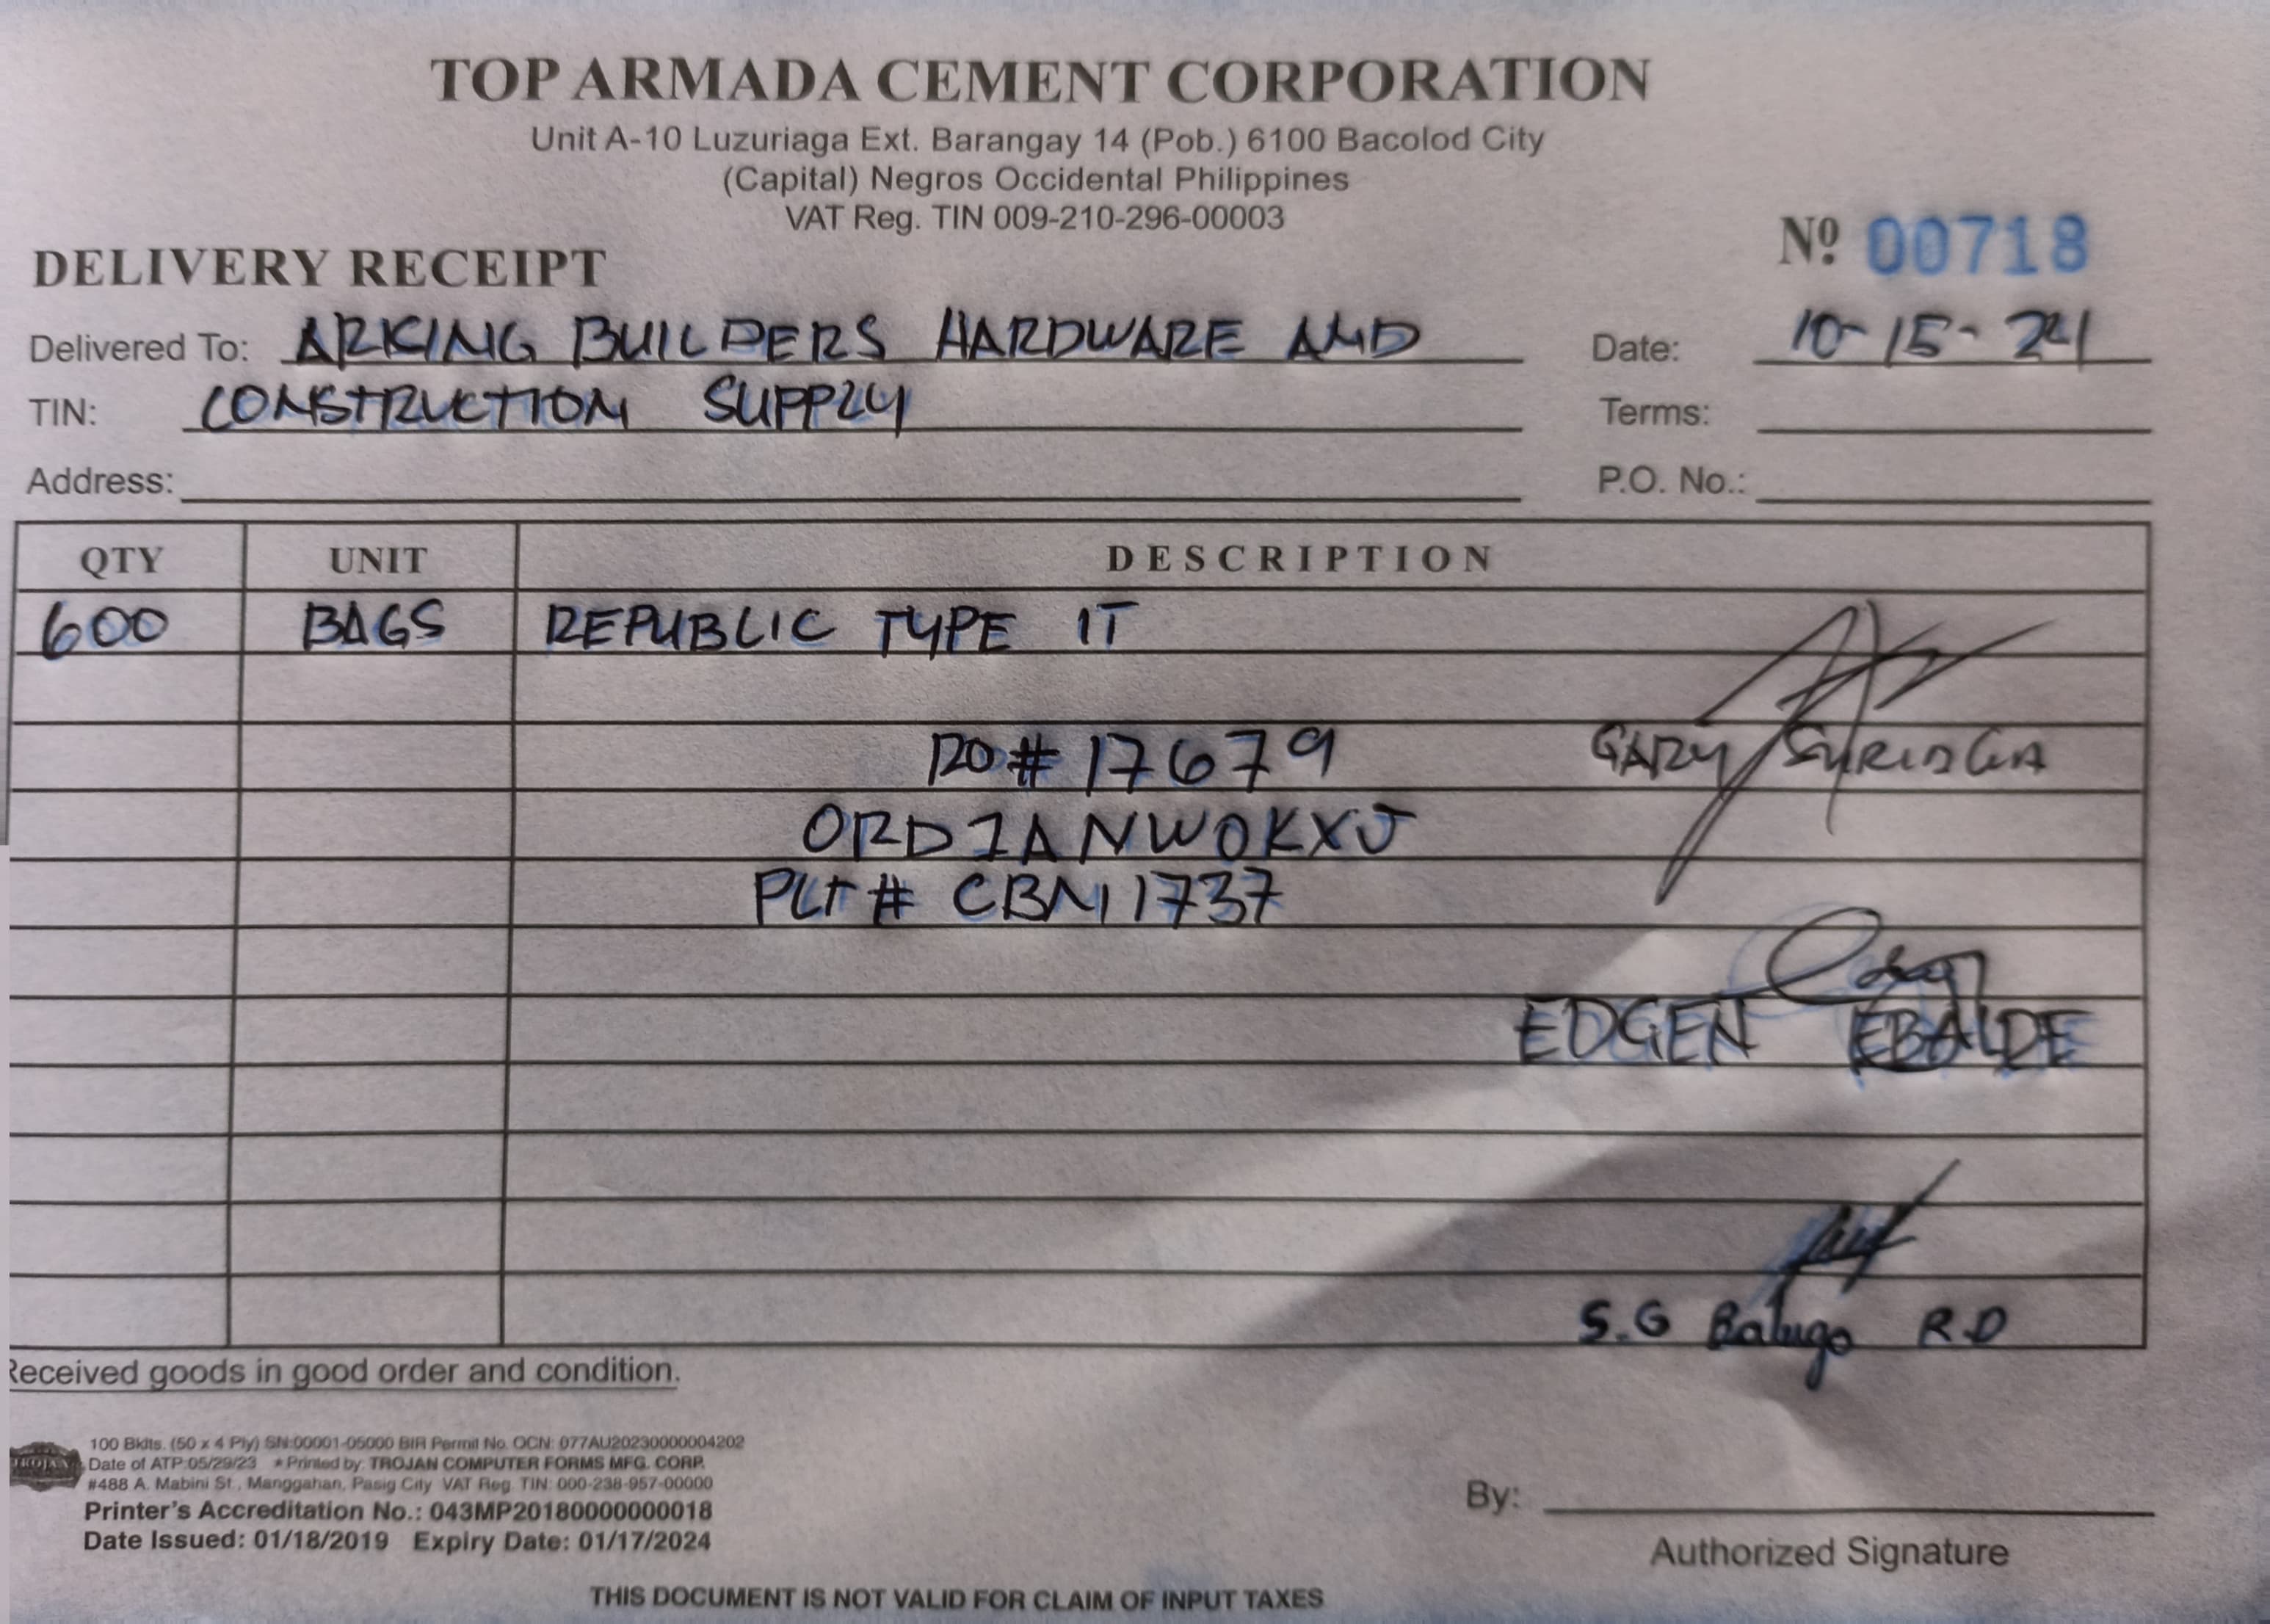 TOP ARMADA CEMENT CORPORATION
Unit A-10 Luzuriaga Ext. Barangay 14 (Pob.) 6100 Bacolod City
(Capital) Negros Occidental Philippines
VAT Reg. TIN 009-210-296-00003
Nº 00718
DELIVERY RECEIPT
Delivered To: ARKING BUILDERS HARDWARE AND Date: 10-15-24
TIN: CONSTRUCTION SUPPLY Terms:
Address: P.O. No.:
QTY UNIT DESCRIPTION
600 BAGS REPUBLIC TYPE 1T
RO# 17679
GARY
ORDZANWOKXJ
PLT# CBM1737
EDGEN EBALDE
S.G Balugo R.D
Received goods in good order and condition.
100 Bklts. (50 x 4 Ply) SN:00001-05000 BIR Permit No. OCN: 077AU20230000004202
Date of ATP:05/29/23 * Printed by: TROJAN COMPUTER FORMS MFG. CORP.
#488 A. Mabini St., Manggahan, Pasig City VAT Reg. TIN: 000-238-957-00000
Printer's Accreditation No.: 043MP20180000000018
Date Issued: 01/18/2019 Expiry Date: 01/17/2024
TROJAN
By:
Authorized Signature
THIS DOCUMENT IS NOT VALID FOR CLAIM OF INPUT TAXES